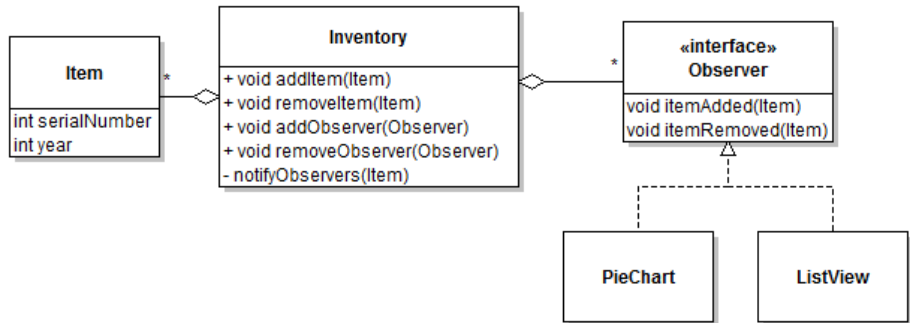 Item
int serialNumber
int year
*
Inventory
+ void addItem(Item)
+ void removeItem(Item)
+ void addObserver(Observer)
+ void removeObserver(Observer)
- notifyObservers(Item)
*
«interface»
Observer
void itemAdded(Item)
void itemRemoved(Item)
PieChart
ListView